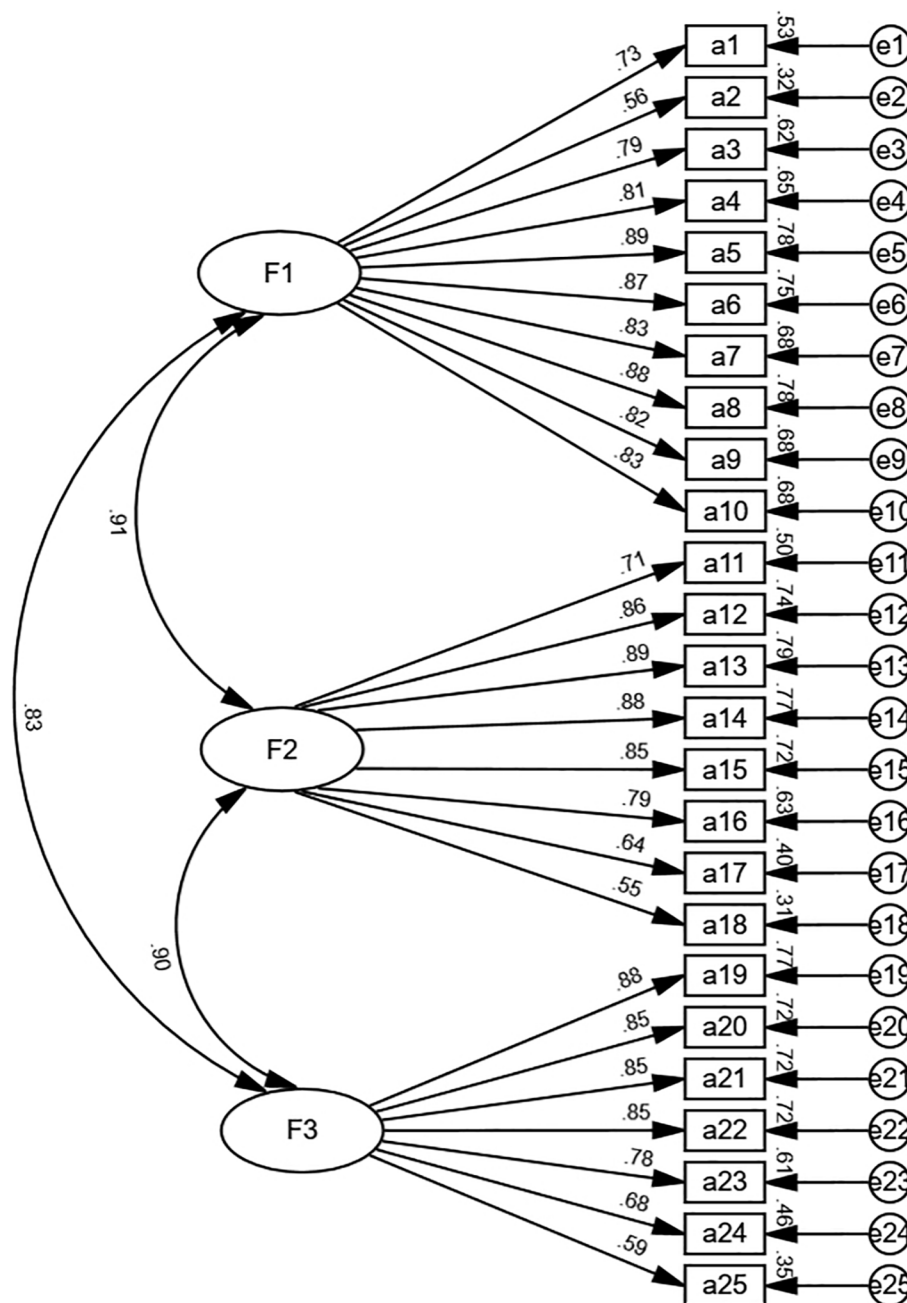 .53
.73 a1 e1
.32
.56 a2 e2
.62
.79 a3 e3
.65
.81 a4 e4
.78
.89 a5 e5
F1
.75
.87 a6 e6
.68
.83 a7 e7
.78
.88 a8 e8
.68
.82 a9 e9
.68
.83 a10 e10
.91
.50
.71 a11 e11
.74
.86 a12 e12
.79
.89 a13 e13
.83
.77
.88 a14 e14
F2
.72
.85 a15 e15
.63
.79 a16 e16
.40
.64 a17 e17
.31
.55 a18 e18
.90
.77
.88 a19 e19
.72
.85 a20 e20
.72
.85 a21 e21
F3
.72
.85 a22 e22
.61
.78 a23 e23
.46
.68 a24 e24
.35
.59 a25 e25